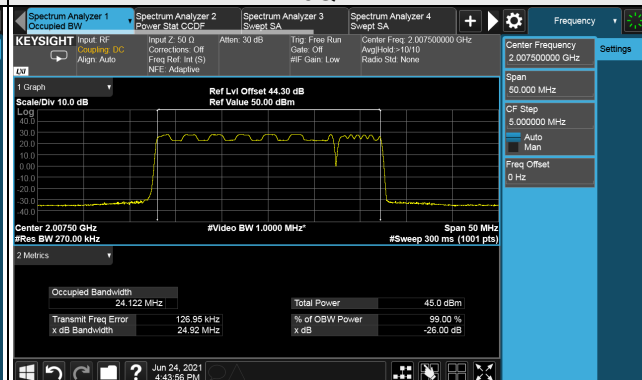 Spectrum Analyzer 1
Occupied BW
Spectrum Analyzer 2
Power Stat CCDF
Spectrum Analyzer 3
Swept SA
Spectrum Analyzer 4
Swept SA
+
Frequency
KEYSIGHT
Input: RF
Coupling: DC
Align: Auto
Input Z: 50 Ω
Corrections: Off
Freq Ref: Int (S)
NFE: Adaptive
Atten: 30 dB
Trig: Free Run
Gate: Off
#IF Gain: Low
Center Freq: 2.007500000 GHz
Avg|Hold:>10/10
Radio Std: None
LXI
Center Frequency
2.007500000 GHz
Settings
Span
50.000 MHz
CF Step
5.000000 MHz
Auto
Man
Freq Offset
0 Hz
1 Graph
Scale/Div 10.0 dB
Ref Lvl Offset 44.30 dB
Ref Value 50.00 dBm
Log
40.0
30.0
20.0
10.0
0.00
-10.0
-20.0
-30.0
-40.0
Center 2.00750 GHz
#Res BW 270.00 kHz
#Video BW 1.0000 MHz*
Span 50 MHz
#Sweep 300 ms (1001 pts)
2 Metrics
Occupied Bandwidth
24.122 MHz
Total Power 45.0 dBm
Transmit Freq Error 126.95 kHz
% of OBW Power 99.00 %
x dB Bandwidth 24.92 MHz
x dB -26.00 dB
?
Jun 24, 2021
4:43:56 PM